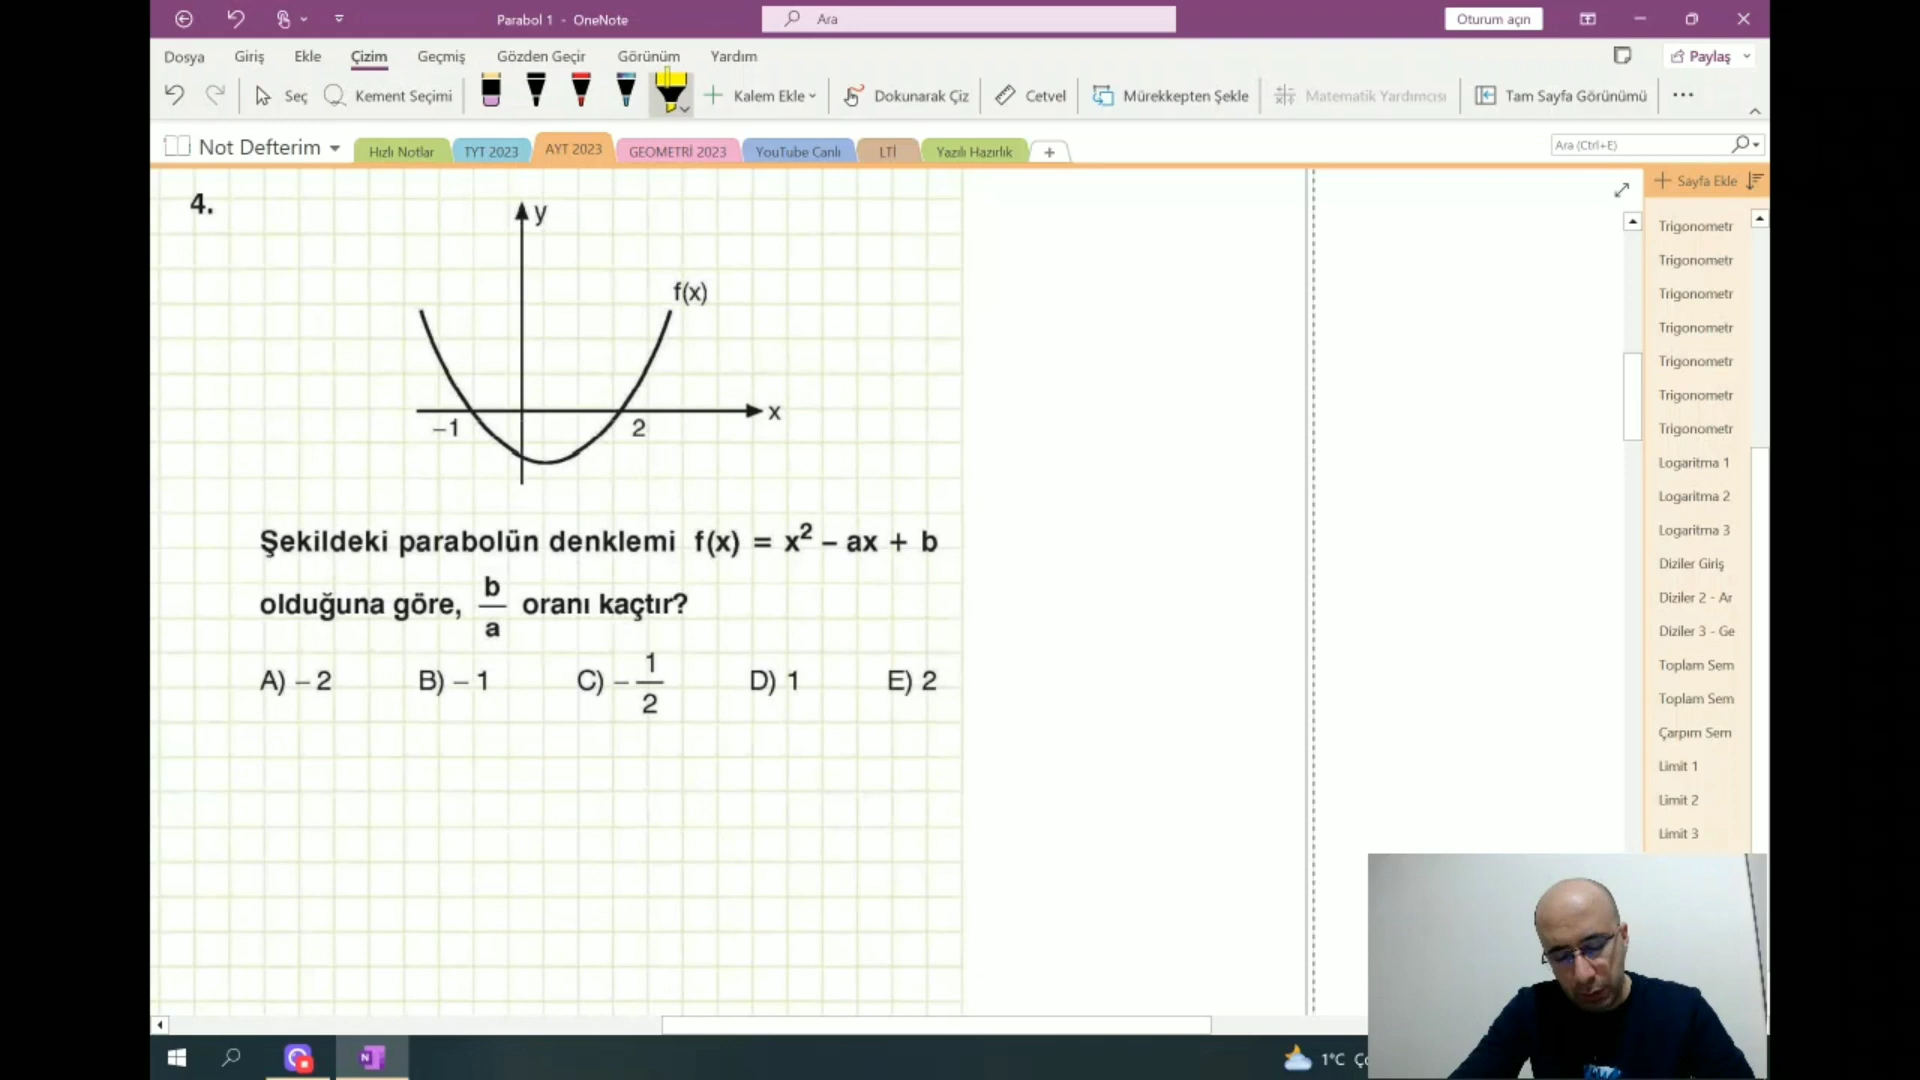 Parabol 1 - OneNote
Ara
Oturum açın
Dosya
Giriş
Ekle
Çizim
Geçmiş
Gözden Geçir
Görünüm
Yardım
Paylaş
Seç
Kement Seçimi
Kalem Ekle
Dokunarak Çiz
Cetvel
Mürekkepten Şekle
Matematik Yardımcısı
Tam Sayfa Görünümü
Not Defterim
Hızlı Notlar
TYT 2023
AYT 2023
GEOMETRİ 2023
YouTube Canlı
LTİ
Yazılı Hazırlık
Ara (Ctrl+E)
Sayfa Ekle
4.
y
f(x)
x
−1
2
Şekildeki parabolün denklemi f(x) = x² – ax + b
olduğuna göre, b/a oranı kaçtır?
A) – 2 B) – 1 C) – 1/2 D) 1 E) 2
Trigonometr
Trigonometr
Trigonometr
Trigonometr
Trigonometr
Trigonometr
Trigonometr
Logaritma 1
Logaritma 2
Logaritma 3
Diziler Giriş
Diziler 2 - Ar
Diziler 3 - Ge
Toplam Sem
Toplam Sem
Çarpım Sem
Limit 1
Limit 2
Limit 3
N
1°C